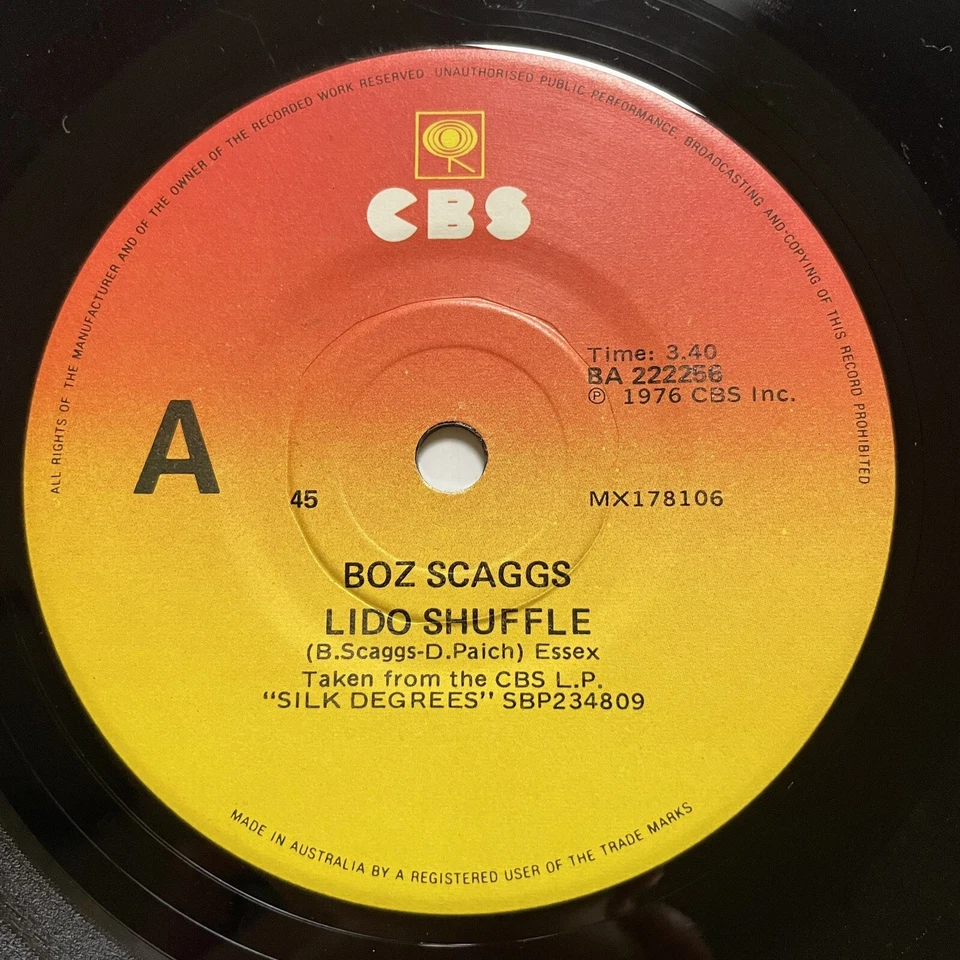 ALL RIGHTS OF THE MANUFACTURER AND OF THE OWNER OF THE RECORDED WORK RESERVED. UNAUTHORISED PUBLIC PERFORMANCE, BROADCASTING AND COPYING OF THIS RECORD PROHIBITED
CBS
Time: 3.40
BA 222256
℗ 1976 CBS Inc.
A
45
MX178106
BOZ SCAGGS
LIDO SHUFFLE
(B.Scaggs-D.Paich) Essex
Taken from the CBS L.P.
"SILK DEGREES" SBP234809
MADE IN AUSTRALIA BY A REGISTERED USER OF THE TRADE MARKS